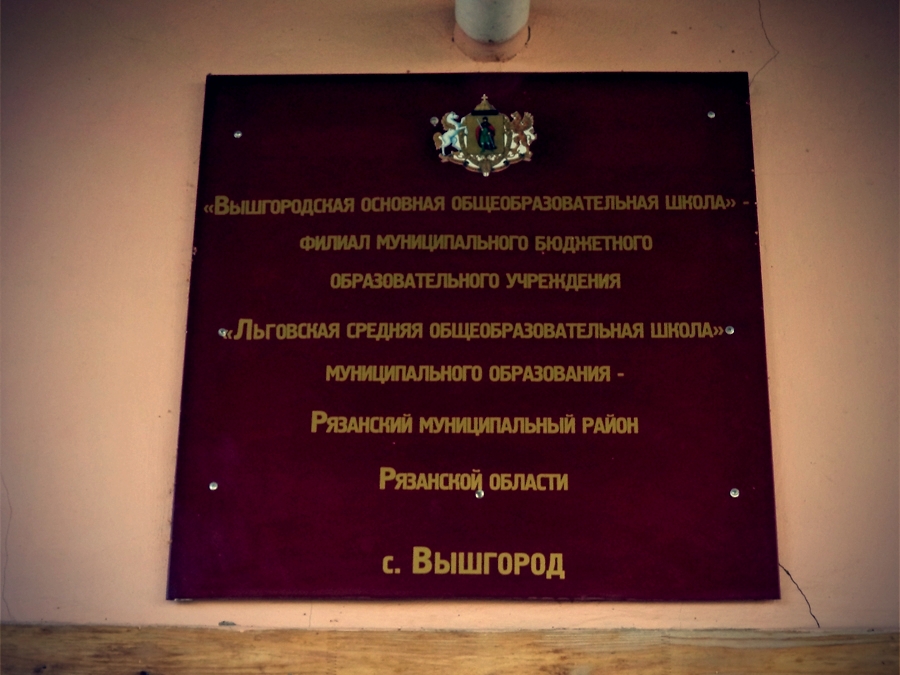 «Вышгородская основная общеобразовательная школа» -
филиал муниципального бюджетного
образовательного учреждения
«Льговская средняя общеобразовательная школа»
муниципального образования -
Рязанский муниципальный район
Рязанской области
с. Вышгород